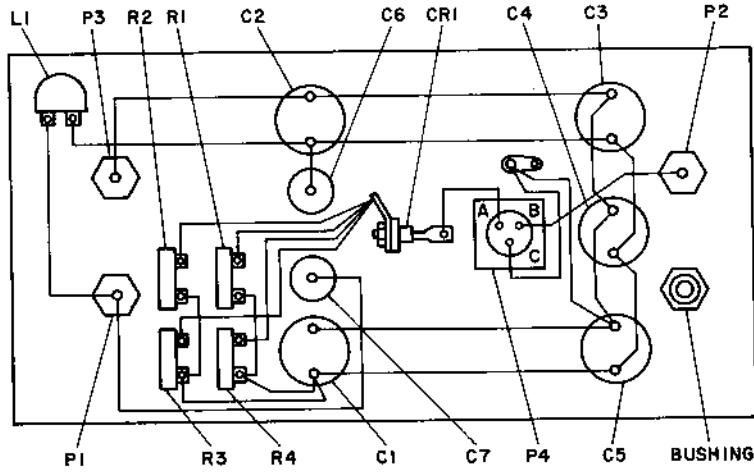 L1 P3 R2 R1 C2 C6 CR1 C4 C3 P2
A B
C
P1 R3 R4 C1 C7 P4 C5 BUSHING